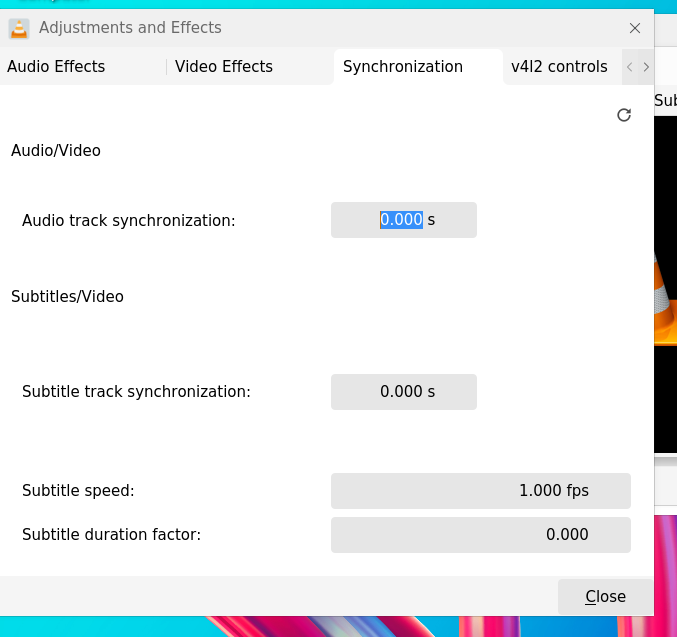 Adjustments and Effects
Audio Effects Video Effects Synchronization v4l2 controls
Sub
Audio/Video
Audio track synchronization: 0.000 s
Subtitles/Video
Subtitle track synchronization: 0.000 s
Subtitle speed: 1.000 fps
Subtitle duration factor: 0.000
Close